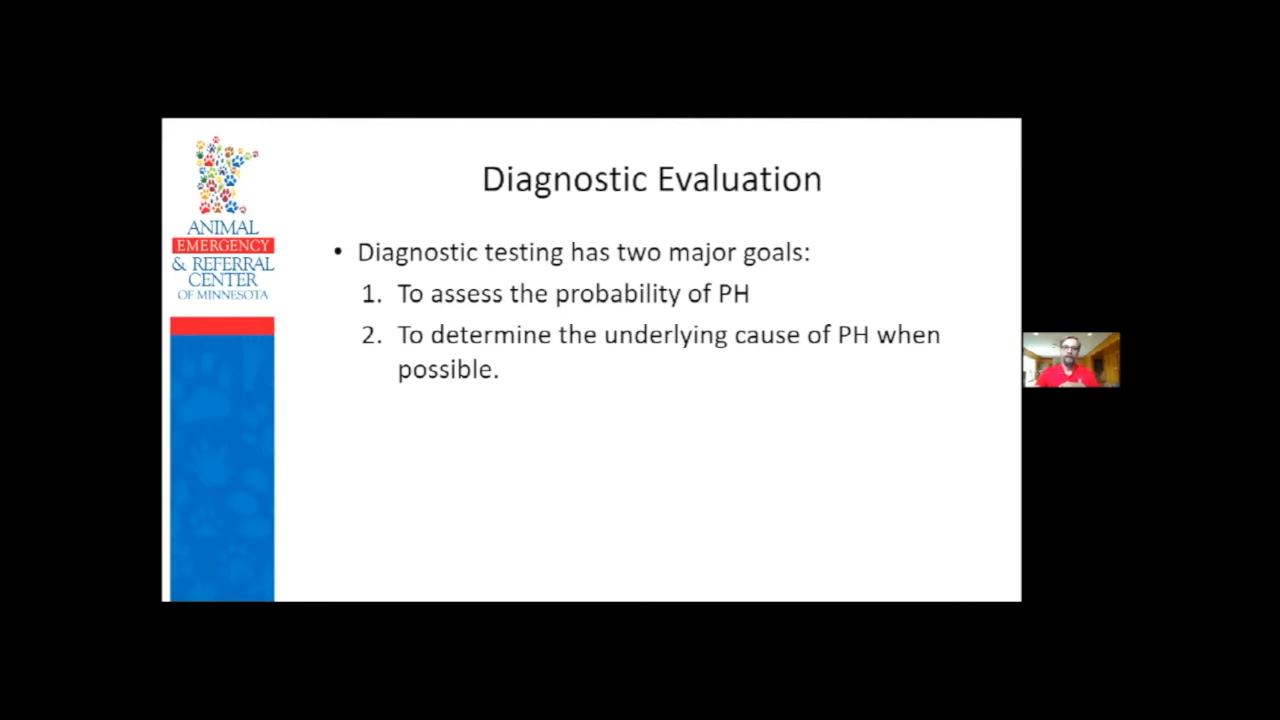 ANIMAL
EMERGENCY
& REFERRAL
CENTER
OF MINNESOTA
Diagnostic Evaluation
• Diagnostic testing has two major goals:
1. To assess the probability of PH
2. To determine the underlying cause of PH when
possible.